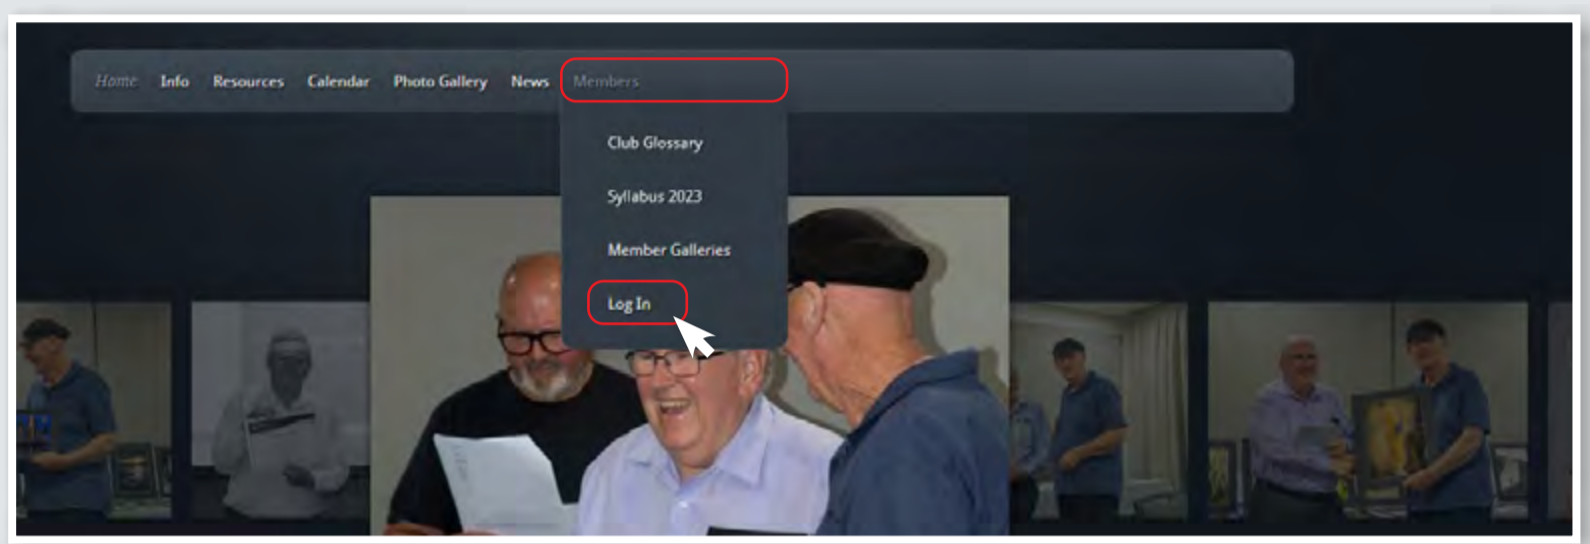 Home Info Resources Calendar Photo Gallery News Members
Club Glossary
Syllabus 2023
Member Galleries
Log In